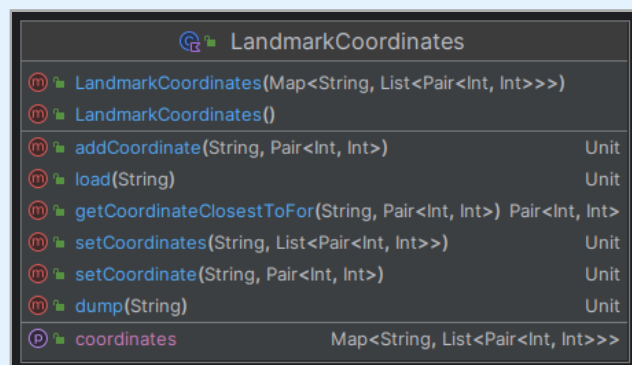 LandmarkCoordinates
LandmarkCoordinates(Map<String, List<Pair<Int, Int>>>)
LandmarkCoordinates()
addCoordinate(String, Pair<Int, Int>) Unit
load(String) Unit
getCoordinateClosestToFor(String, Pair<Int, Int>) Pair<Int, Int>
setCoordinates(String, List<Pair<Int, Int>>) Unit
setCoordinate(String, Pair<Int, Int>) Unit
dump(String) Unit
coordinates Map<String, List<Pair<Int, Int>>>